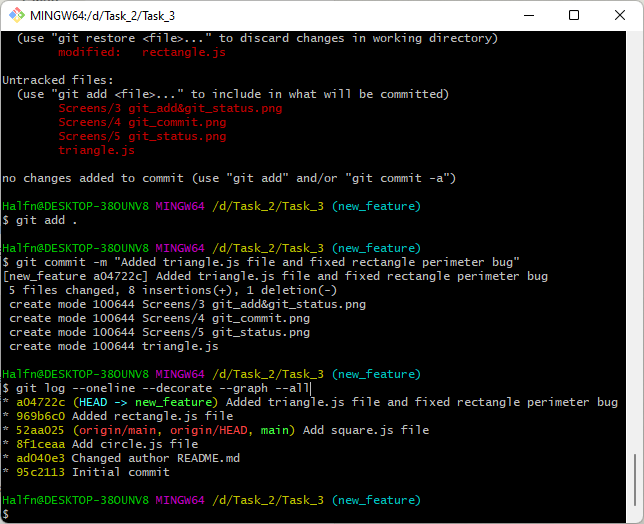 MINGW64:/d/Task_2/Task_3
(use "git restore <file>..." to discard changes in working directory)
modified:   rectangle.js
Untracked files:
(use "git add <file>..." to include in what will be committed)
Screens/3 git_add&git_status.png
Screens/4 git_commit.png
Screens/5 git_status.png
triangle.js
no changes added to commit (use "git add" and/or "git commit -a")
Halfn@DESKTOP-38OUNV8 MINGW64 /d/Task_2/Task_3 (new_feature)
$ git add .
Halfn@DESKTOP-38OUNV8 MINGW64 /d/Task_2/Task_3 (new_feature)
$ git commit -m "Added triangle.js file and fixed rectangle perimeter bug"
[new_feature a04722c] Added triangle.js file and fixed rectangle perimeter bug
5 files changed, 8 insertions(+), 1 deletion(-)
create mode 100644 Screens/3 git_add&git_status.png
create mode 100644 Screens/4 git_commit.png
create mode 100644 Screens/5 git_status.png
create mode 100644 triangle.js
Halfn@DESKTOP-38OUNV8 MINGW64 /d/Task_2/Task_3 (new_feature)
$ git log --oneline --decorate --graph --all
* a04722c (HEAD -> new_feature) Added triangle.js file and fixed rectangle perimeter bug
* 969b6c0 Added rectangle.js file
* 52aa025 (origin/main, origin/HEAD, main) Add square.js file
* 8f1ceaa Add circle.js file
* ad040e3 Changed author README.md
* 95c2113 Initial commit
Halfn@DESKTOP-38OUNV8 MINGW64 /d/Task_2/Task_3 (new_feature)
$